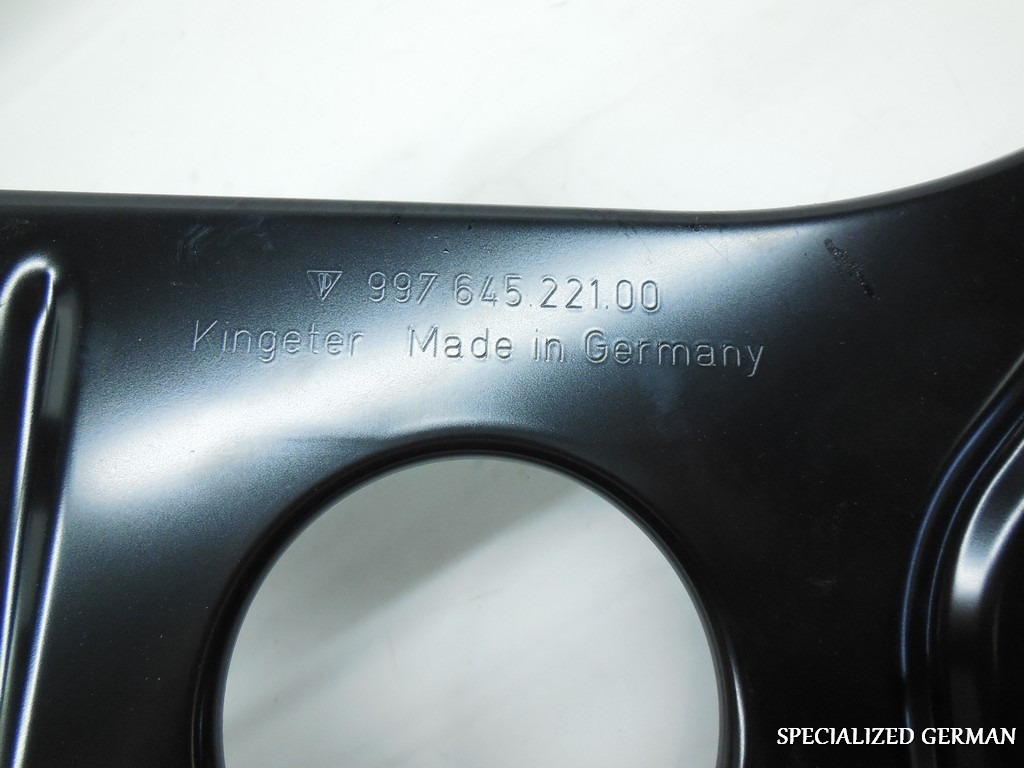 997 645.221.00
Kingeter Made in Germany
SPECIALIZED GERMAN